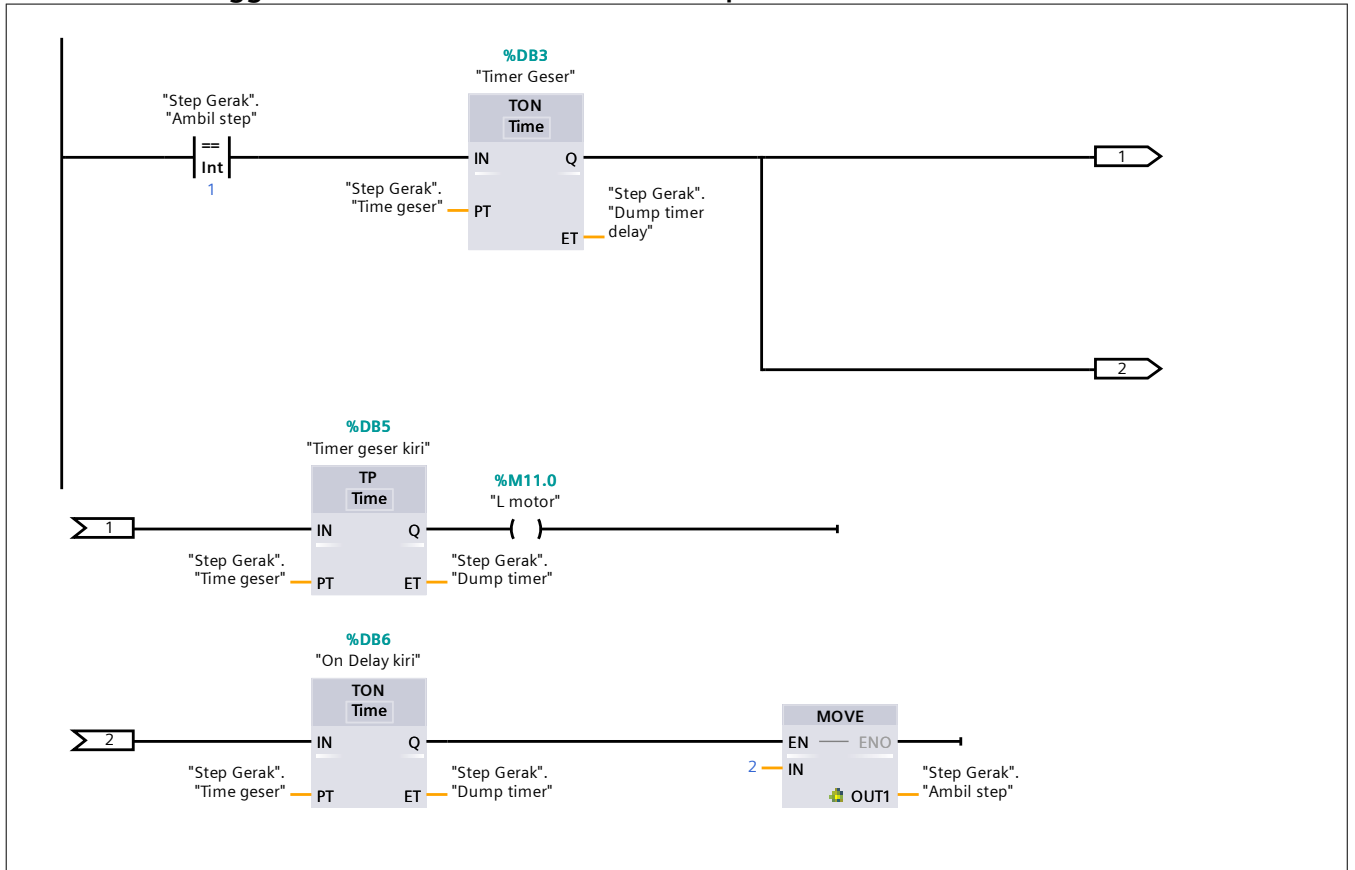 %DB3
"Timer Geser"
"Step Gerak".
"Ambil step"
==
Int
1
TON
Time
IN
Q
"Step Gerak".
"Time geser"
PT
ET
"Step Gerak".
"Dump timer
delay"
1
2
%DB5
"Timer geser kiri"
TP
Time
%M11.0
"L motor"
1
IN
Q
"Step Gerak".
"Time geser"
PT
ET
"Step Gerak".
"Dump timer"
%DB6
"On Delay kiri"
TON
Time
2
IN
Q
"Step Gerak".
"Time geser"
PT
ET
"Step Gerak".
"Dump timer"
MOVE
EN
ENO
2
IN
OUT1
"Step Gerak".
"Ambil step"